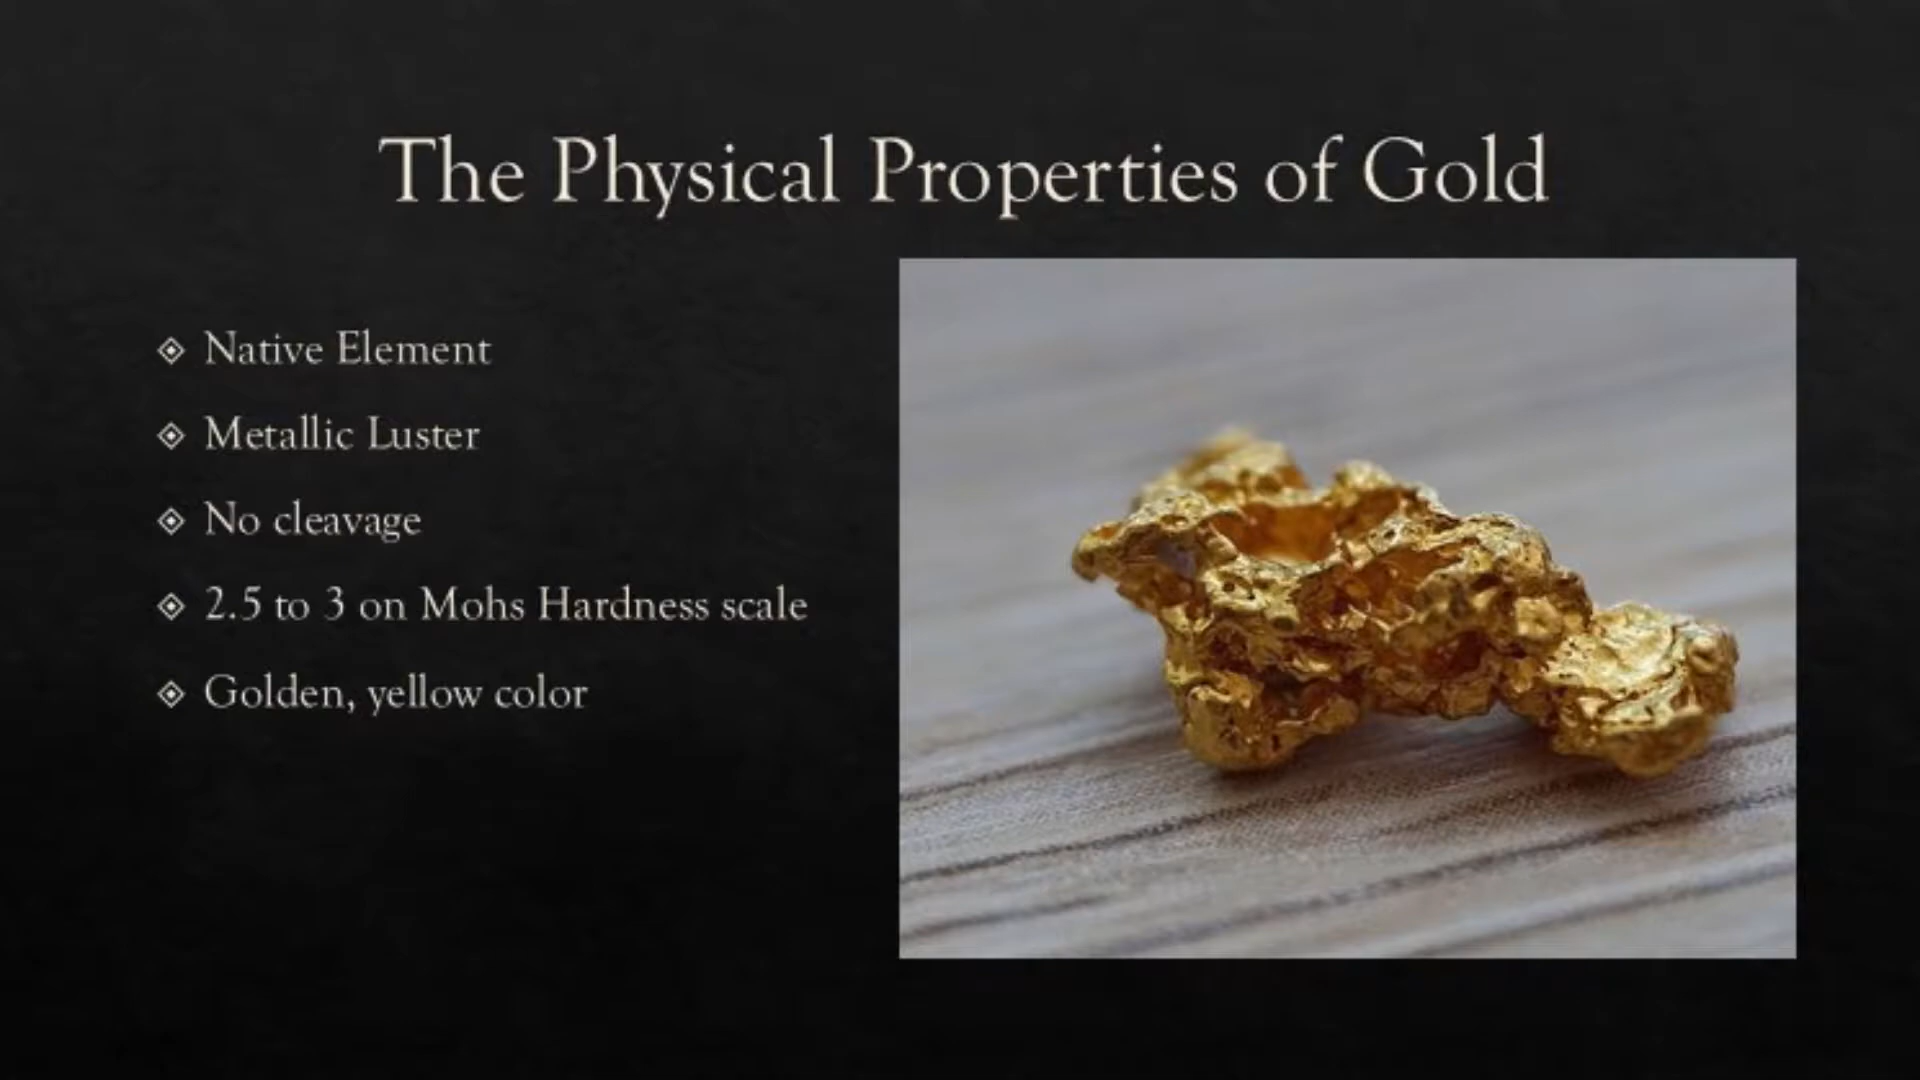 The Physical Properties of Gold
Native Element
Metallic Luster
No cleavage
2.5 to 3 on Mohs Hardness scale
Golden, yellow color